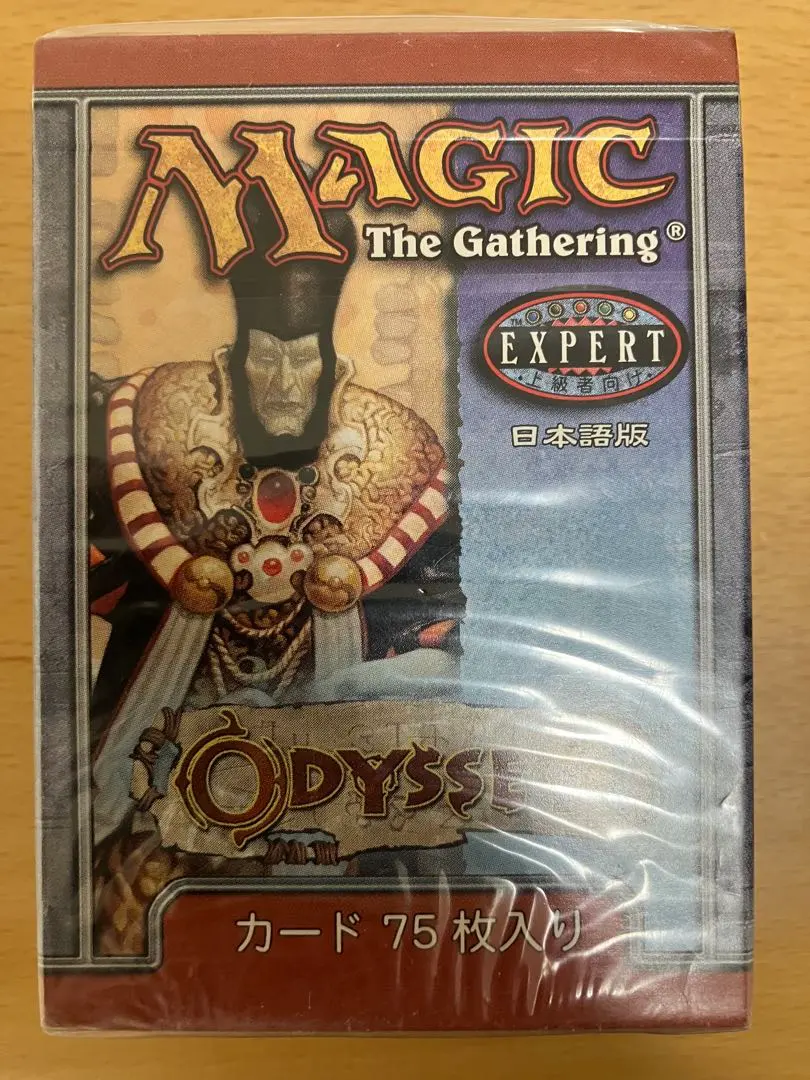 MAGIC
The Gathering®
EXPERT
上級者向け
日本語版
ODYSSE
カード 75 枚入り